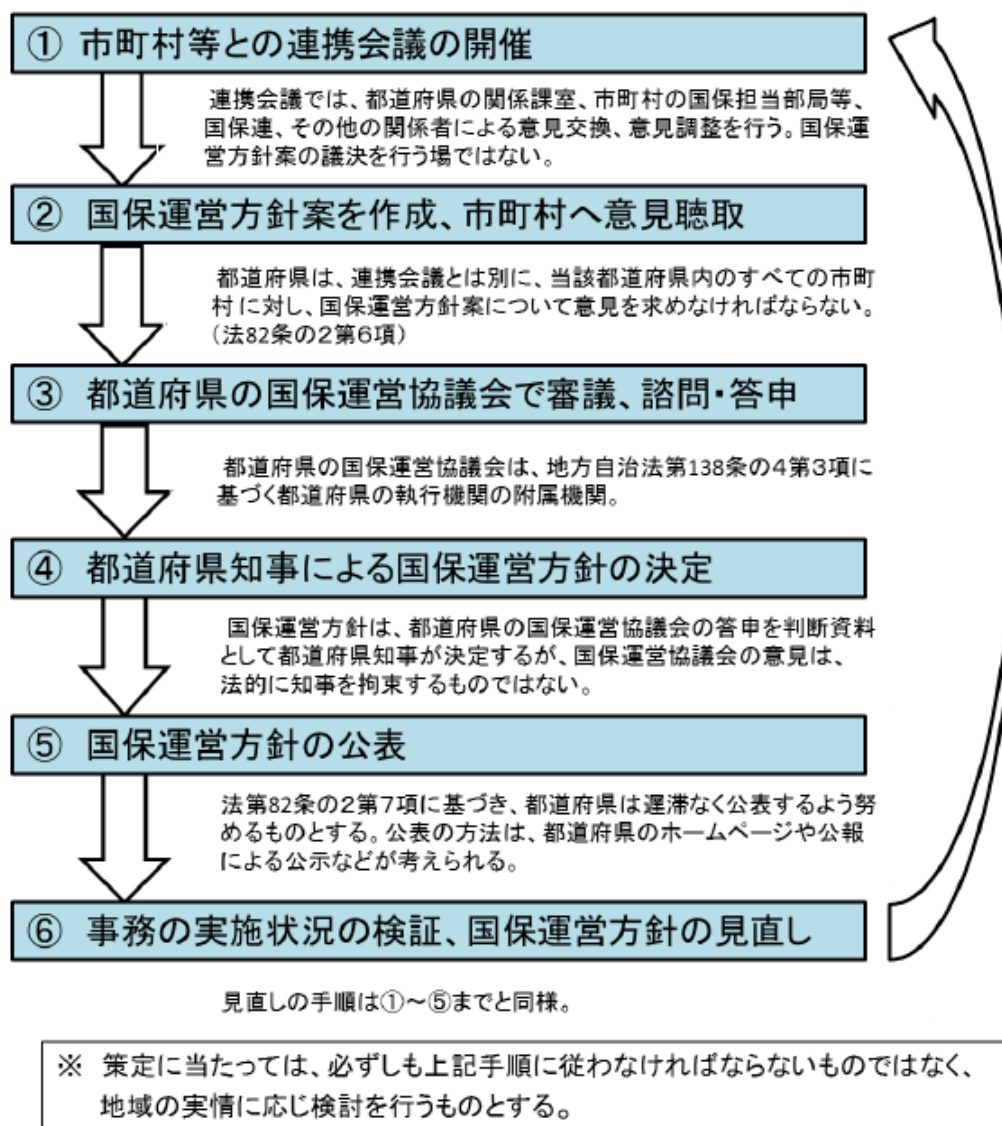 ① 市町村等との連携会議の開催
連携会議では、都道府県の関係課室、市町村の国保担当部局等、
国保連、その他の関係者による意見交換、意見調整を行う。国保運
営方針案の議決を行う場ではない。
② 国保運営方針案を作成、市町村へ意見聴取
都道府県は、連携会議とは別に、当該都道府県内のすべての市町
村に対し、国保運営方針案について意見を求めなければならない。
(法82条の2第6項)
③ 都道府県の国保運営協議会で審議、諮問・答申
都道府県の国保運営協議会は、地方自治法第138条の4第3項に
基づく都道府県の執行機関の附属機関。
④ 都道府県知事による国保運営方針の決定
国保運営方針は、都道府県の国保運営協議会の答申を判断資料
として都道府県知事が決定するが、国保運営協議会の意見は、
法的に知事を拘束するものではない。
⑤ 国保運営方針の公表
法第82条の2第7項に基づき、都道府県は遅滞なく公表するよう努
めるものとする。公表の方法は、都道府県のホームページや公報
による公示などが考えられる。
⑥ 事務の実施状況の検証、国保運営方針の見直し
見直しの手順は①～⑤までと同様。
※ 策定に当たっては、必ずしも上記手順に従わなければならないものではなく、
地域の実情に応じ検討を行うものとする。